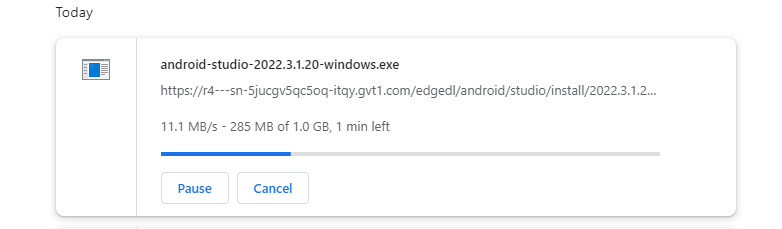 Today
android-studio-2022.3.1.20-windows.exe
https://r4---sn-5jucgv5qc5oq-itqy.gvt1.com/edgedl/android/studio/install/2022.3.1.2...
11.1 MB/s - 285 MB of 1.0 GB, 1 min left
Pause Cancel